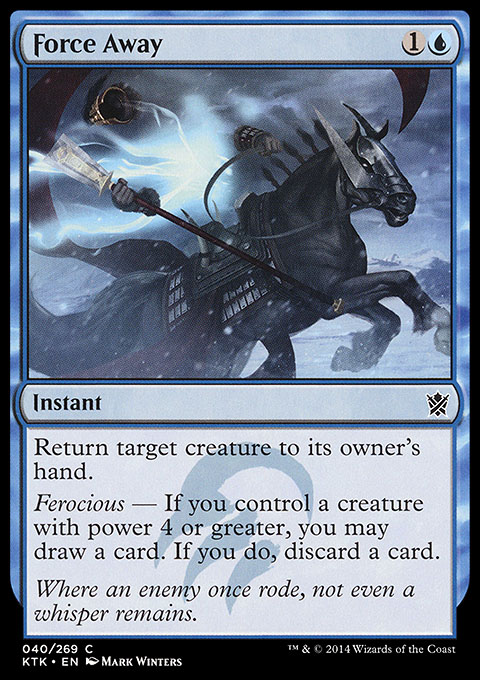 Force Away 1
Instant
Return target creature to its owner's
hand.
Ferocious — If you control a creature
with power 4 or greater, you may
draw a card. If you do, discard a card.
Where an enemy once rode, not even a
whisper remains.
040/269 C
KTK • EN Mark Winters
™ & © 2014 Wizards of the Coast